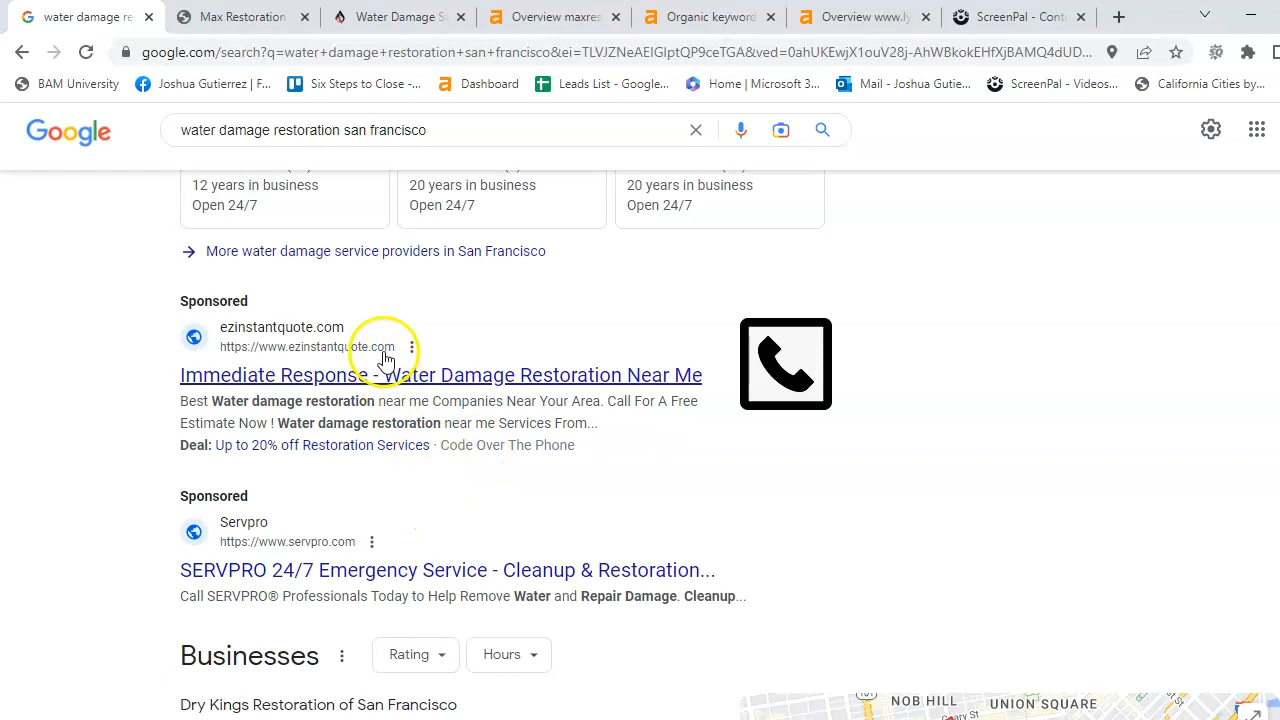 water damage re
Max Restoration
Water Damage S
Overview maxres
Organic keyword
Overview www.ly
ScreenPal - Cont
google.com/search?q=water+damage+restoration+san+francisco&ei=TLVJZNeAEIGlptQP9ceTGA&ved=0ahUKEwjX1ouV28j-AhWBkokEHfXjBAMQ4dUD...
BAM University
Joshua Gutierrez | F...
Six Steps to Close -...
Dashboard
Leads List - Google...
Home | Microsoft 3...
Mail - Joshua Gutie...
ScreenPal - Videos...
California Cities by...
Google
water damage restoration san francisco
12 years in business
Open 24/7
20 years in business
Open 24/7
20 years in business
Open 24/7
More water damage service providers in San Francisco
Sponsored
ezinstantquote.com
https://www.ezinstantquote.com
Immediate Response - Water Damage Restoration Near Me
Best Water damage restoration near me Companies Near Your Area. Call For A Free
Estimate Now ! Water damage restoration near me Services From...
Deal: Up to 20% off Restoration Services · Code Over The Phone
Sponsored
Servpro
https://www.servpro.com
SERVPRO 24/7 Emergency Service - Cleanup & Restoration...
Call SERVPRO® Professionals Today to Help Remove Water and Repair Damage. Cleanup...
Businesses
Rating
Hours
Dry Kings Restoration of San Francisco
101
NOB HILL
UNION SQUARE
Geary St